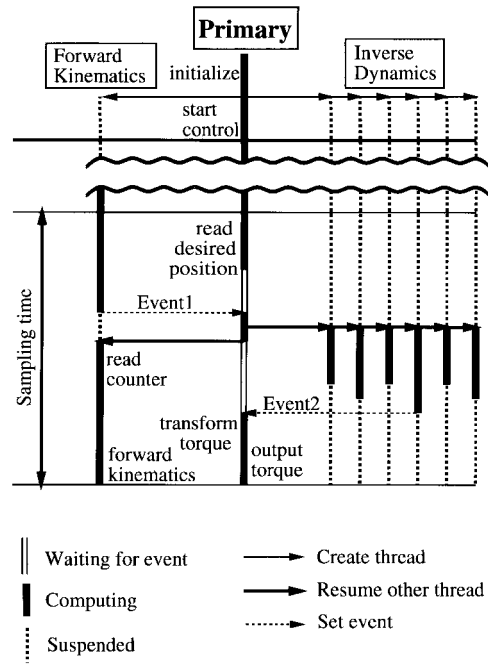 Primary
Forward
Kinematics
Inverse
Dynamics
initialize
start
control
read
desired
position
Event1
read
counter
Event2
transform
torque
forward
kinematics
output
torque
Sampling time
Waiting for event
Computing
Suspended
Create thread
Resume other thread
Set event